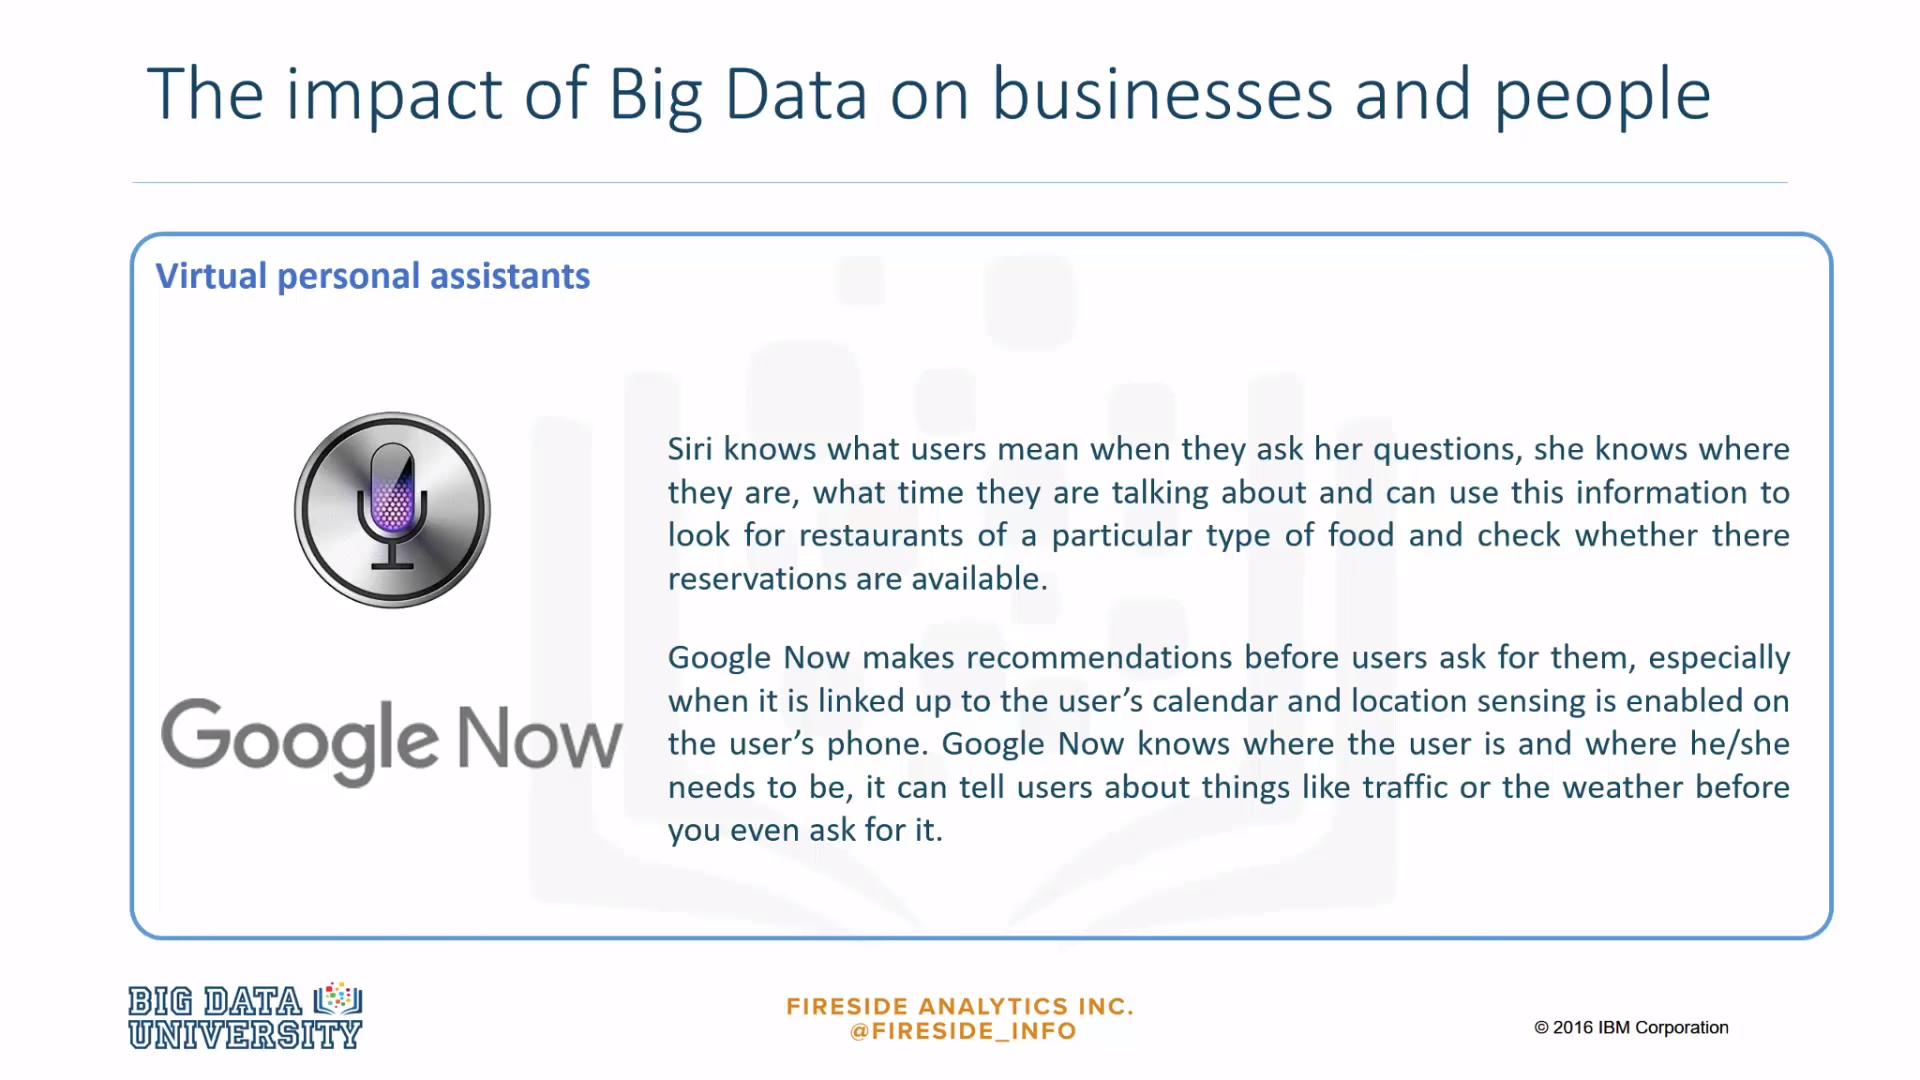 The impact of Big Data on businesses and people
Virtual personal assistants
Siri knows what users mean when they ask her questions, she knows where
they are, what time they are talking about and can use this information to
look for restaurants of a particular type of food and check whether there
reservations are available.
Google Now
Google Now makes recommendations before users ask for them, especially
when it is linked up to the user’s calendar and location sensing is enabled on
the user’s phone. Google Now knows where the user is and where he/she
needs to be, it can tell users about things like traffic or the weather before
you even ask for it.
BIG DATA
UNIVERSITY
FIRESIDE ANALYTICS INC.
@FIRESIDE_INFO
© 2016 IBM Corporation